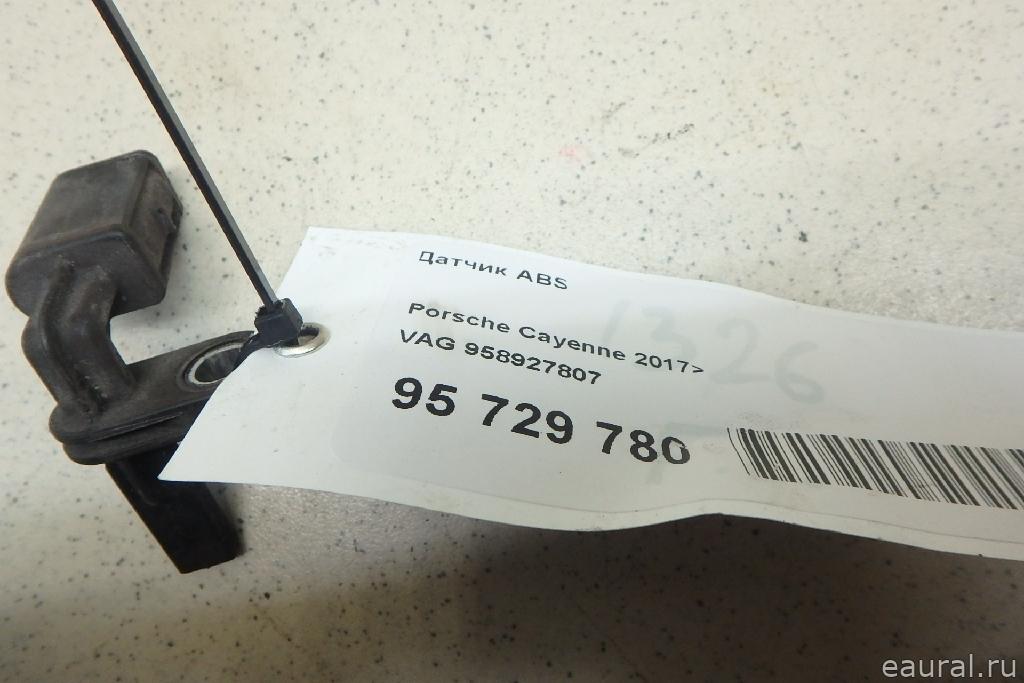 Датчик ABS
Porsche Cayenne 2017>
VAG 958927807
95 729 780
1326
eaural.ru